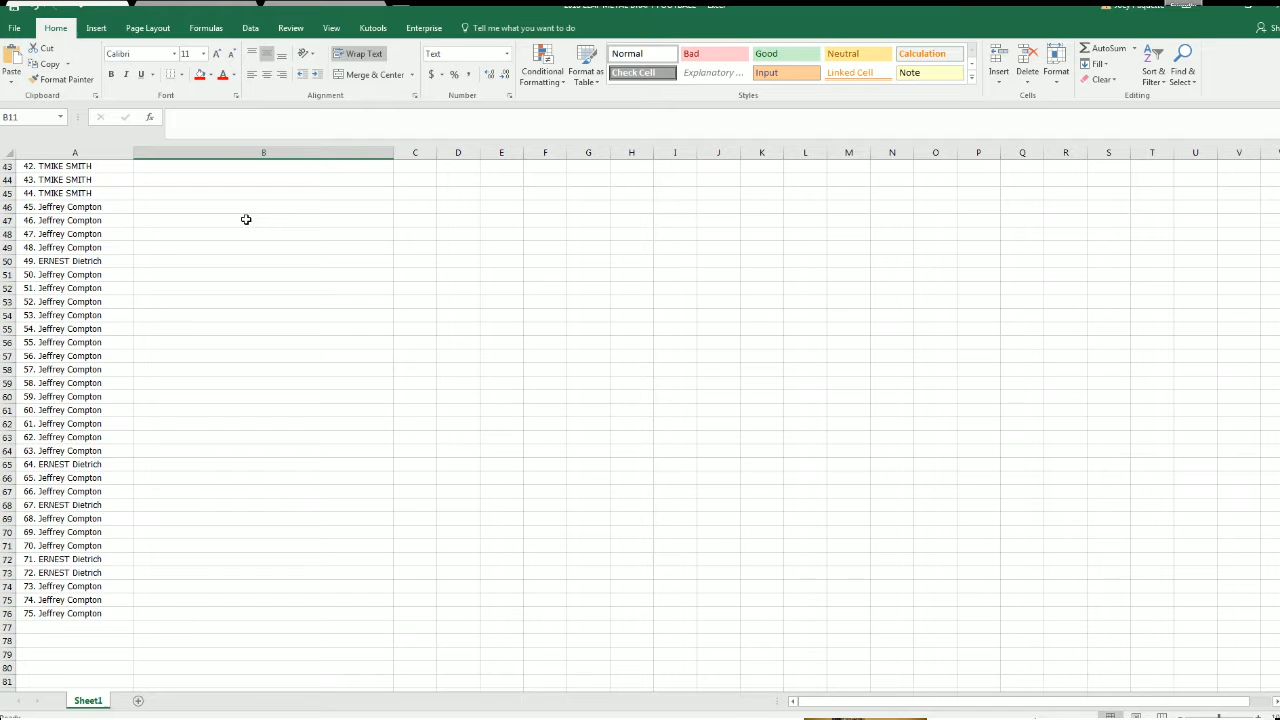 File Home Insert Page Layout Formulas Data Review View Kutools Enterprise Tell me what you want to do
Cut
Copy
Format Painter
Paste
Clipboard
Calibri 11
B I U
Font
Wrap Text
Merge & Center
Alignment
Text
$ % ,
Number
Conditional Formatting
Format as Table
Normal Bad Good Neutral Calculation
Check Cell Explanatory ... Input Linked Cell Note
Styles
Insert Delete Format
Cells
AutoSum
Fill
Clear
Sort & Filter
Find & Select
Editing
B11 fx
A B C D E F G H I J K L M N O P Q R S T U V
43 42. TMIKE SMITH
44 43. TMIKE SMITH
45 44. TMIKE SMITH
46 45. Jeffrey Compton
47 46. Jeffrey Compton
48 47. Jeffrey Compton
49 48. Jeffrey Compton
50 49. ERNEST Dietrich
51 50. Jeffrey Compton
52 51. Jeffrey Compton
53 52. Jeffrey Compton
54 53. Jeffrey Compton
55 54. Jeffrey Compton
56 55. Jeffrey Compton
57 56. Jeffrey Compton
58 57. Jeffrey Compton
59 58. Jeffrey Compton
60 59. Jeffrey Compton
61 60. Jeffrey Compton
62 61. Jeffrey Compton
63 62. Jeffrey Compton
64 63. Jeffrey Compton
65 64. ERNEST Dietrich
66 65. Jeffrey Compton
67 66. Jeffrey Compton
68 67. ERNEST Dietrich
69 68. Jeffrey Compton
70 69. Jeffrey Compton
71 70. Jeffrey Compton
72 71. ERNEST Dietrich
73 72. ERNEST Dietrich
74 73. Jeffrey Compton
75 74. Jeffrey Compton
76 75. Jeffrey Compton
77
78
79
80
81
Sheet1